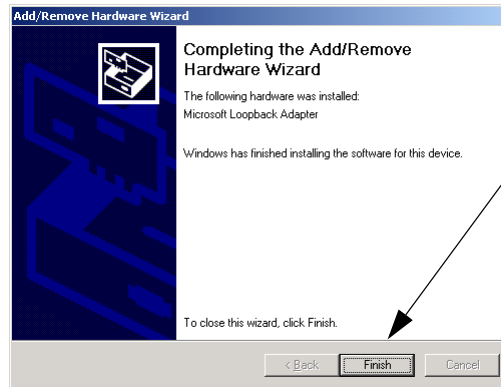 Add/Remove Hardware Wizard
Completing the Add/Remove
Hardware Wizard
The following hardware was installed:
Microsoft Loopback Adapter
Windows has finished installing the software for this device.
To close this wizard, click Finish.
< Back Finish Cancel